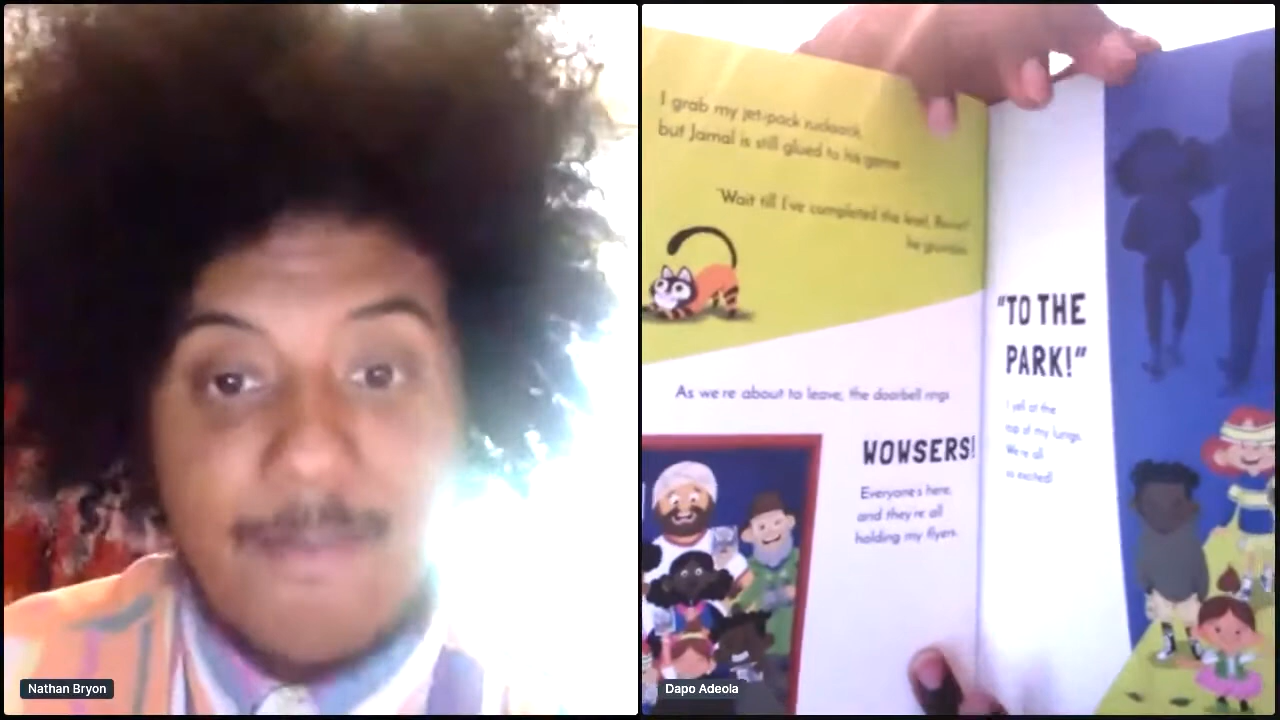 I grab my jet-pack rucksack
but Jamal is still glued to his game
"Wait till I've completed the level, Rocket"
he grumbles
As we're about to leave, the doorbell rings
WOWSERS!
Everyone's here,
and they're all
holding my flyers.
"TO THE
PARK!"
I yell at the
top of my lungs.
We're all
so excited!
Nathan Bryon
Dapo Adeola